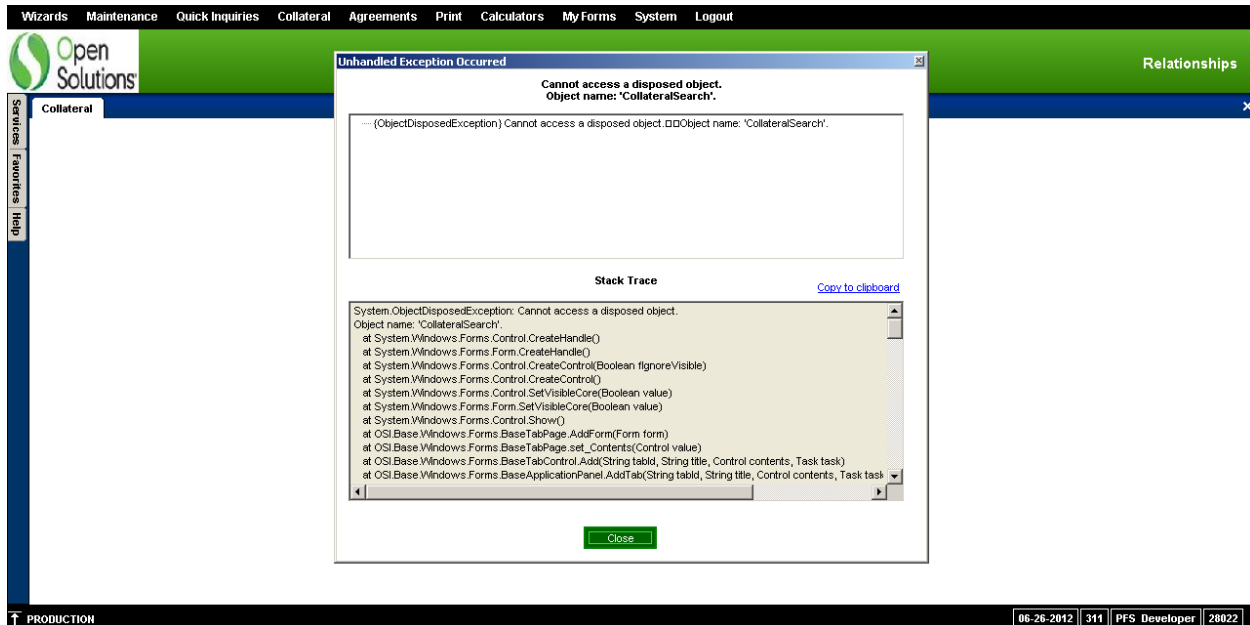 Wizards Maintenance Quick Inquiries Collateral Agreements Print Calculators My Forms System Logout
Open
Solutions
Relationships
Services
Favorites
Help
Collateral
Unhandled Exception Occurred
Cannot access a disposed object.
Object name: 'CollateralSearch'.
{ObjectDisposedException} Cannot access a disposed object.□□Object name: 'CollateralSearch'.
Stack Trace
Copy to clipboard
System.ObjectDisposedException: Cannot access a disposed object.
Object name: 'CollateralSearch'.
at System.Windows.Forms.Control.CreateHandle()
at System.Windows.Forms.Form.CreateHandle()
at System.Windows.Forms.Control.CreateControl(Boolean fIgnoreVisible)
at System.Windows.Forms.Control.CreateControl()
at System.Windows.Forms.Control.SetVisibleCore(Boolean value)
at System.Windows.Forms.Form.SetVisibleCore(Boolean value)
at System.Windows.Forms.Control.Show()
at OSI.Base.Windows.Forms.BaseTabPage.AddForm(Form form)
at OSI.Base.Windows.Forms.BaseTabPage.set_Contents(Control value)
at OSI.Base.Windows.Forms.BaseTabControl.Add(String tabId, String title, Control contents, Task task)
at OSI.Base.Windows.Forms.BaseApplicationPanel.AddTab(String tabId, String title, Control contents, Task task
Close
PRODUCTION
06-26-2012 311 PFS Developer 28022